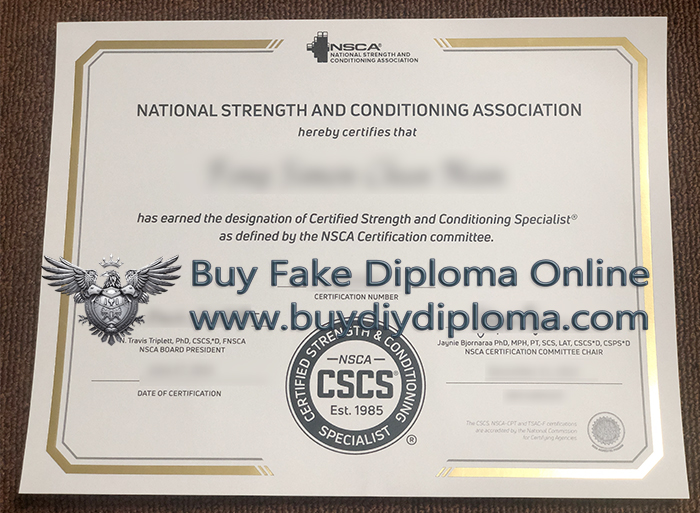 NSCA®
NATIONAL STRENGTH AND
CONDITIONING ASSOCIATION
NATIONAL STRENGTH AND CONDITIONING ASSOCIATION
hereby certifies that
has earned the designation of Certified Strength and Conditioning Specialist®
as defined by the NSCA Certification committee.
Buy Fake Diploma Online
CERTIFICATION NUMBER
www.buydiydiploma.com
N. Travis Triplett, PhD, CSCS,*D, FNSCA
NSCA BOARD PRESIDENT
Jaynie Bjornaraa PhD, MPH, PT, SCS, LAT, CSCS*D, CSPS*D
NSCA CERTIFICATION COMMITTEE CHAIR
DATE OF CERTIFICATION
CERTIFIED STRENGTH & CONDITIONING
NSCA
CSCS®
Est. 1985
SPECIALIST
®
The CSCS, NSCA-CPT and TSAC-F certifications
are accredited by the National Commission
for Certifying Agencies.